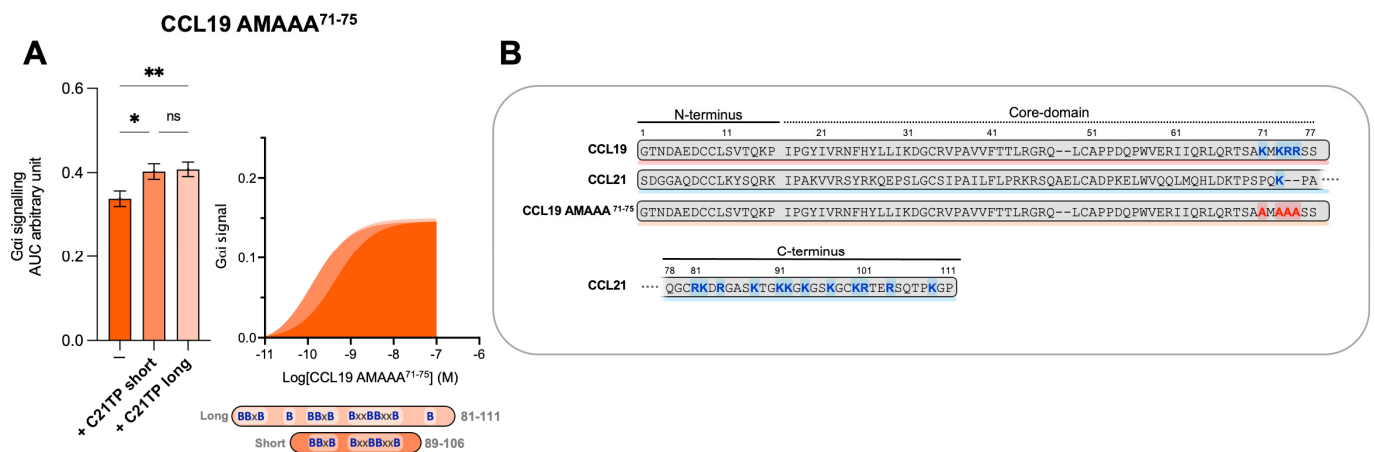 CCL19 AMAAA71-75
A
B
**
*
ns
0.6
0.4
0.2
0.0
Gαi signalling
AUC arbitrary unit
–
+ C21TP short
+ C21TP long
0.2
0.1
0.0
Gαi signal
-11 -10 -9 -8 -7 -6
Log[CCL19 AMAAA71-75] (M)
Long BBxB B BBxB BxxBBxxB B 81-111
Short BBxB BxxBBxxB 89-106
N-terminus Core-domain
1 11 21 31 41 51 61 71 77
CCL19 GTNDAEDCCLSVTQKP IPGYIVRNFHYLLIKDGCRVPAVVFTTLRGRQ--LCAPPDQPWVERIIQRLQRTSAKMKRRSS
CCL21 SDGGAQDCCLKYSQRK IPAKVVRSYRKQEPSLGCSIPAILFLPRKRSQAELCADPKELWVQQLMQHLDKTPSPQK--PA ····
CCL19 AMAAA 71-75 GTNDAEDCCLSVTQKP IPGYIVRNFHYLLIKDGCRVPAVVFTTLRGRQ--LCAPPDQPWVERIIQRLQRTSAAMAAASS
C-terminus
78 81 91 101 111
CCL21 ···· QGCRKDRGASKTGKKGKGSKGCKRTERSQTPKGP